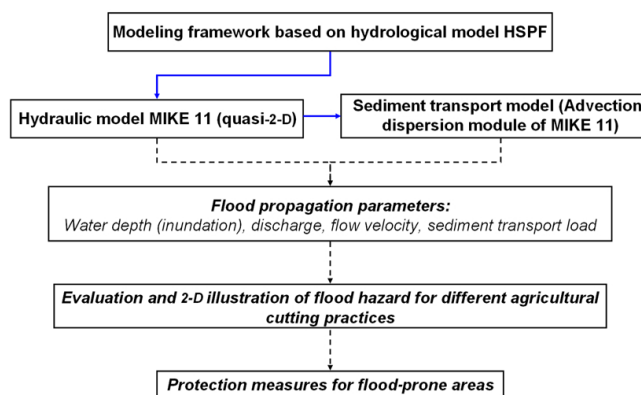 Modeling framework based on hydrological model HSPF
Hydraulic model MIKE 11 (quasi-2-D)
Sediment transport model (Advection
dispersion module of MIKE 11)
Flood propagation parameters:
Water depth (inundation), discharge, flow velocity, sediment transport load
Evaluation and 2-D illustration of flood hazard for different agricultural
cutting practices
Protection measures for flood-prone areas